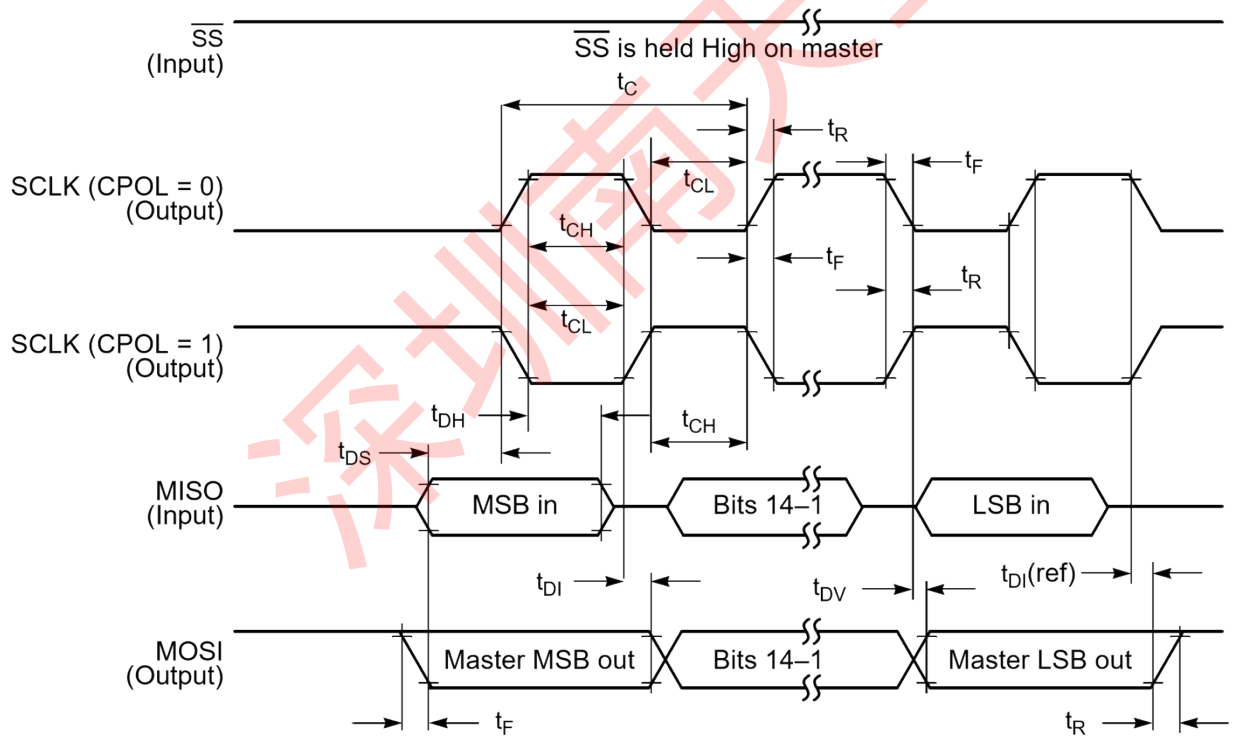 SS
(Input)
SS is held High on master
tC
tR
tF
SCLK (CPOL = 0)
(Output)
tCL
tCH
tF
tR
tCL
SCLK (CPOL = 1)
(Output)
tDH
tCH
tDS
MISO
(Input)
MSB in
Bits 14–1
LSB in
tDI
tDV
tDI(ref)
MOSI
(Output)
Master MSB out
Bits 14–1
Master LSB out
tF
tR
深圳南天